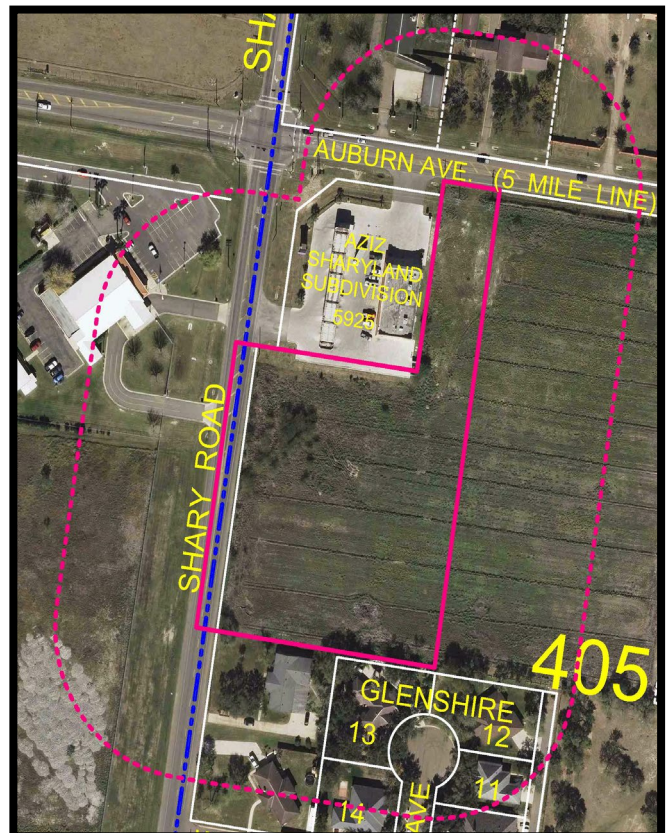 SHA
AUBURN AVE. (5 MILE LINE)
AZIZ
SHARYLAND
SUBDIVISION
5925
SHARY ROAD
405
GLENSHIRE
13
12
11
14
AVE